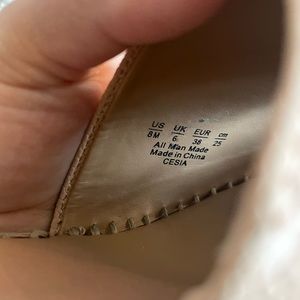 US UK EUR cm
8M 6 38 25
All Man Made
Made in China
CESIA